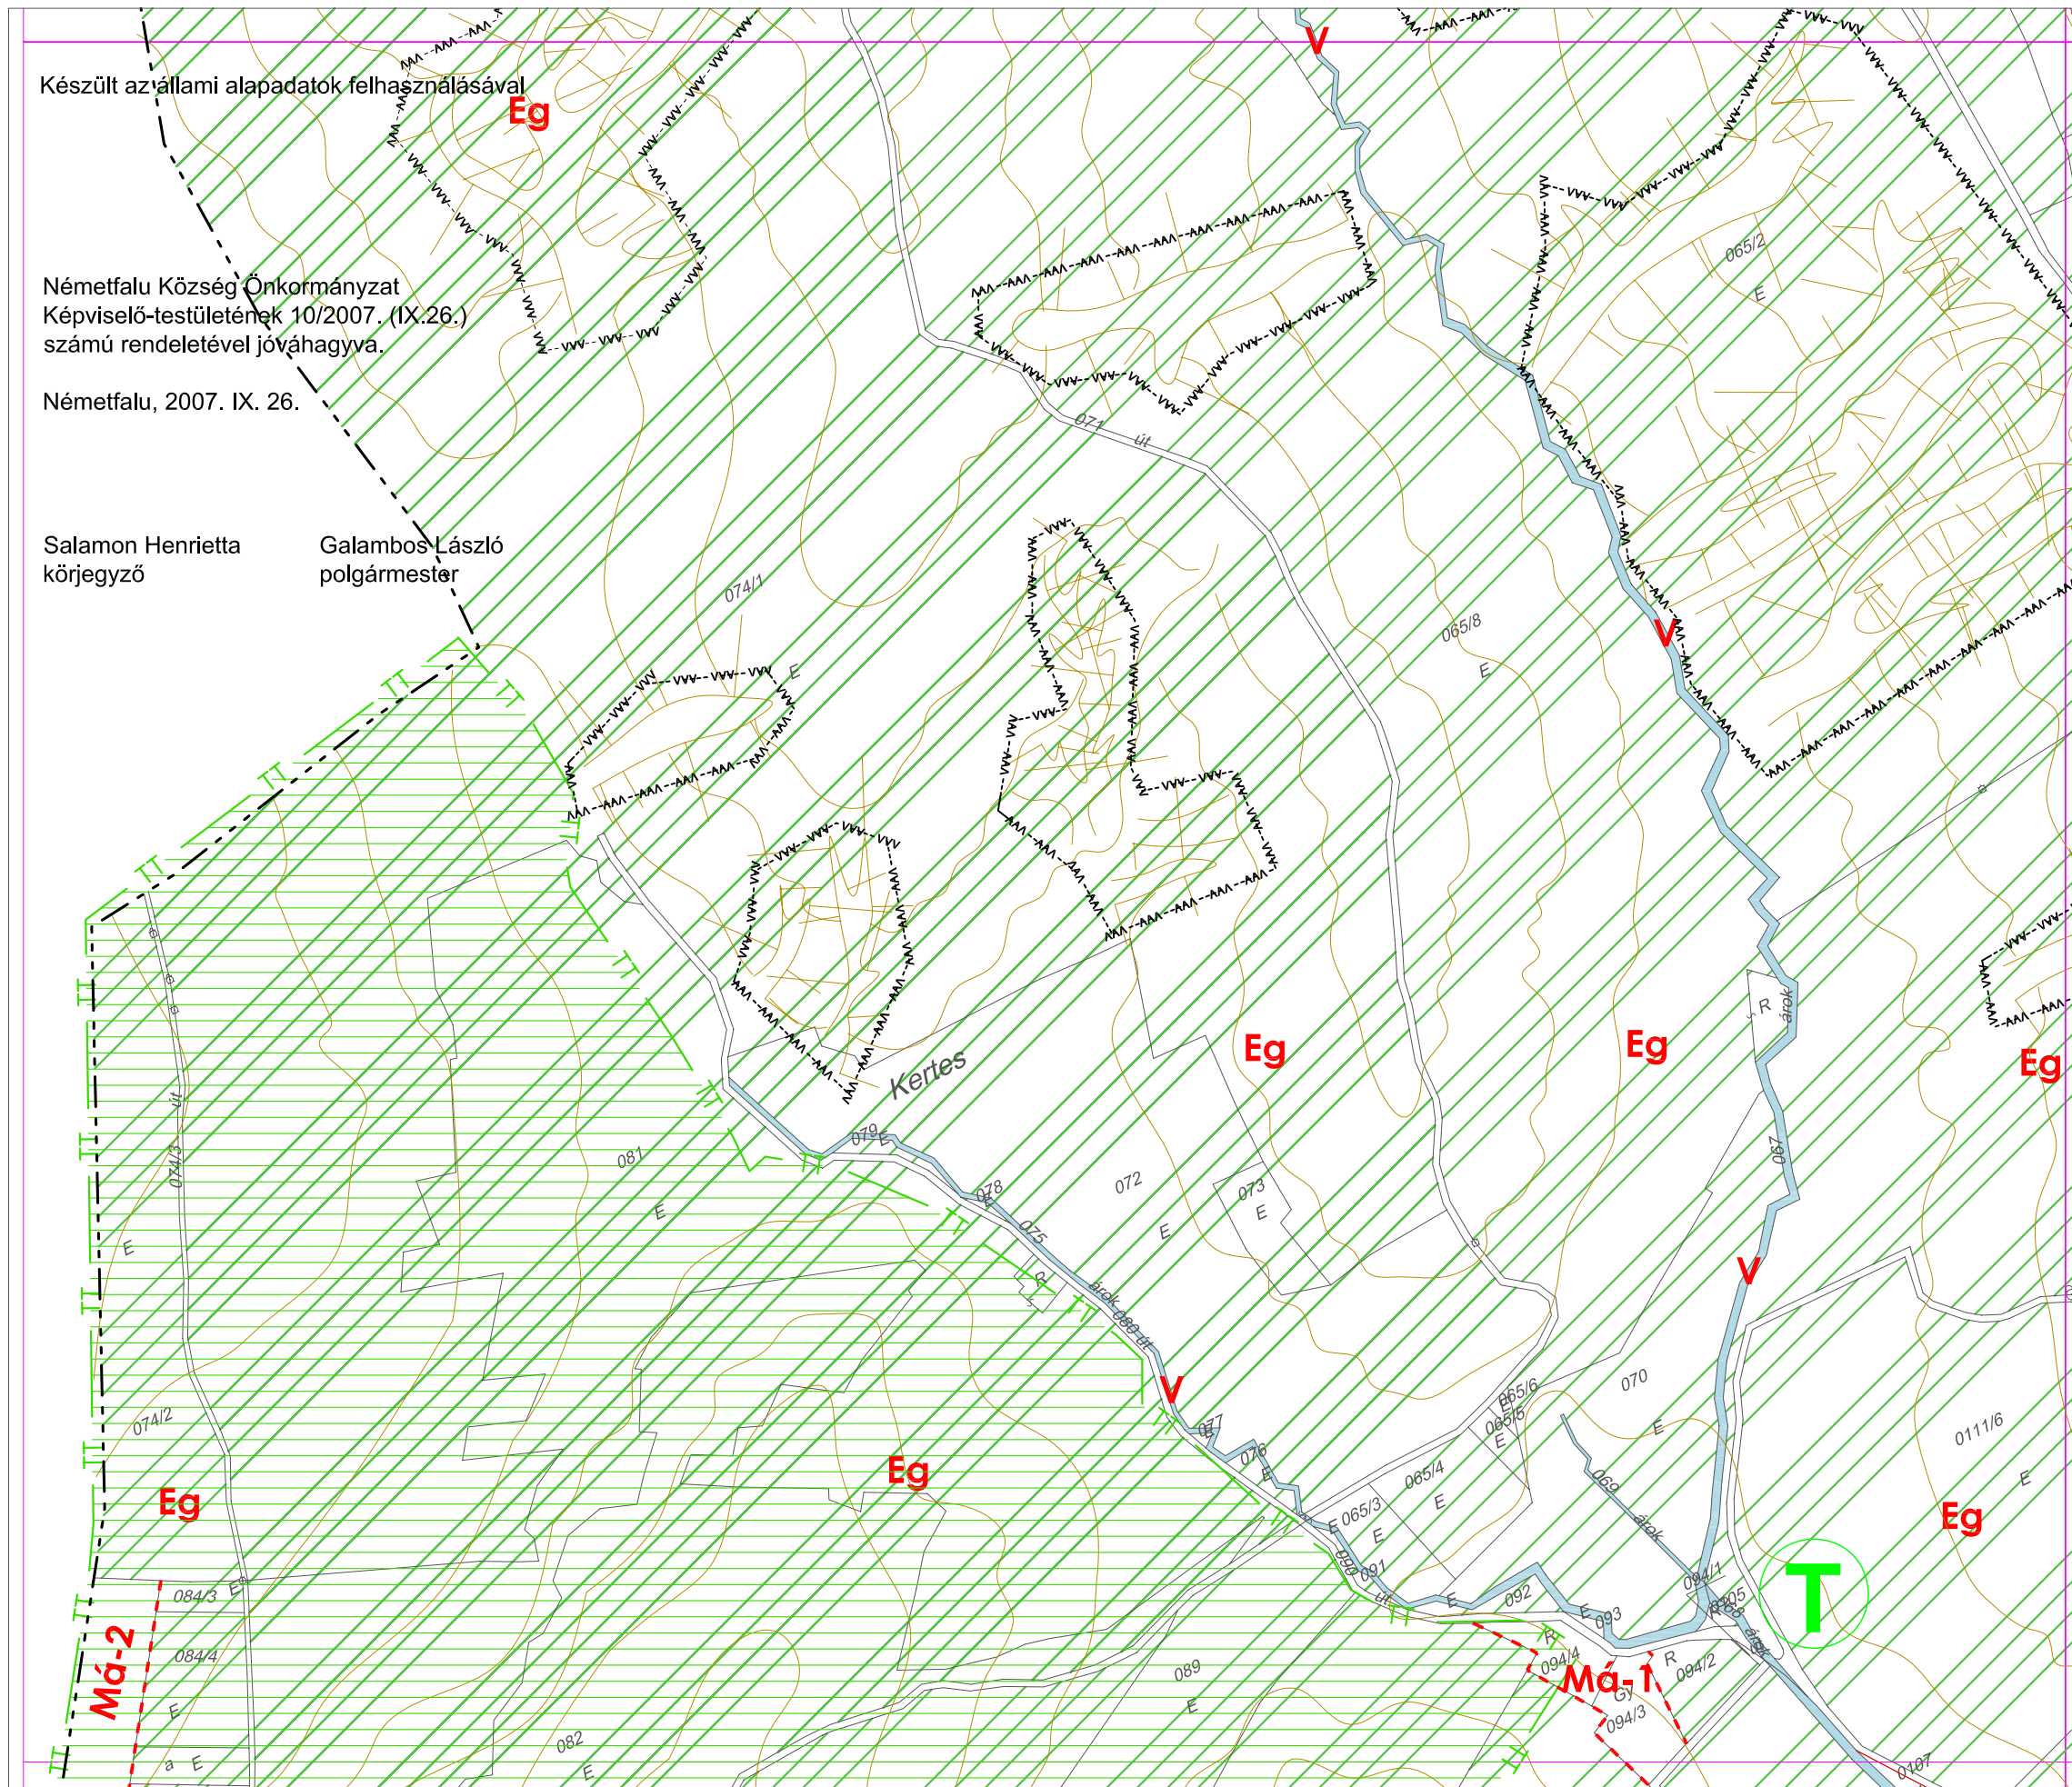 V
Készült az állami alapadatok felhasználásával
Eg
065/2
E
Németfalu Község Önkormányzat
Képviselő-testületének 10/2007. (IX.26.)
számú rendeletével jóváhagyva.
Németfalu, 2007. IX. 26.
071 út
Salamon Henrietta
körjegyző
Galambos László
polgármester
074/1
E
065/8
E
V
R
árok
Eg
Eg
Eg
Kertes
út
074/3
081
E
079
E
078
E
075
072
E
073
E
067
E
R
árok
080 út
V
V
074/2
Eg
Eg
077
E
076
E
065/6
E
065/5
E
065/4
E
065/3
E
E
070
E
069
árok
0111/6
E
Eg
T
084/3
E
084/4
Má-2
E
a
E
090
091
út
E
092
E
093
094/1
árok
R
094/4
Má-1
R
094/2
Gy
094/3
089
E
082
E
0107